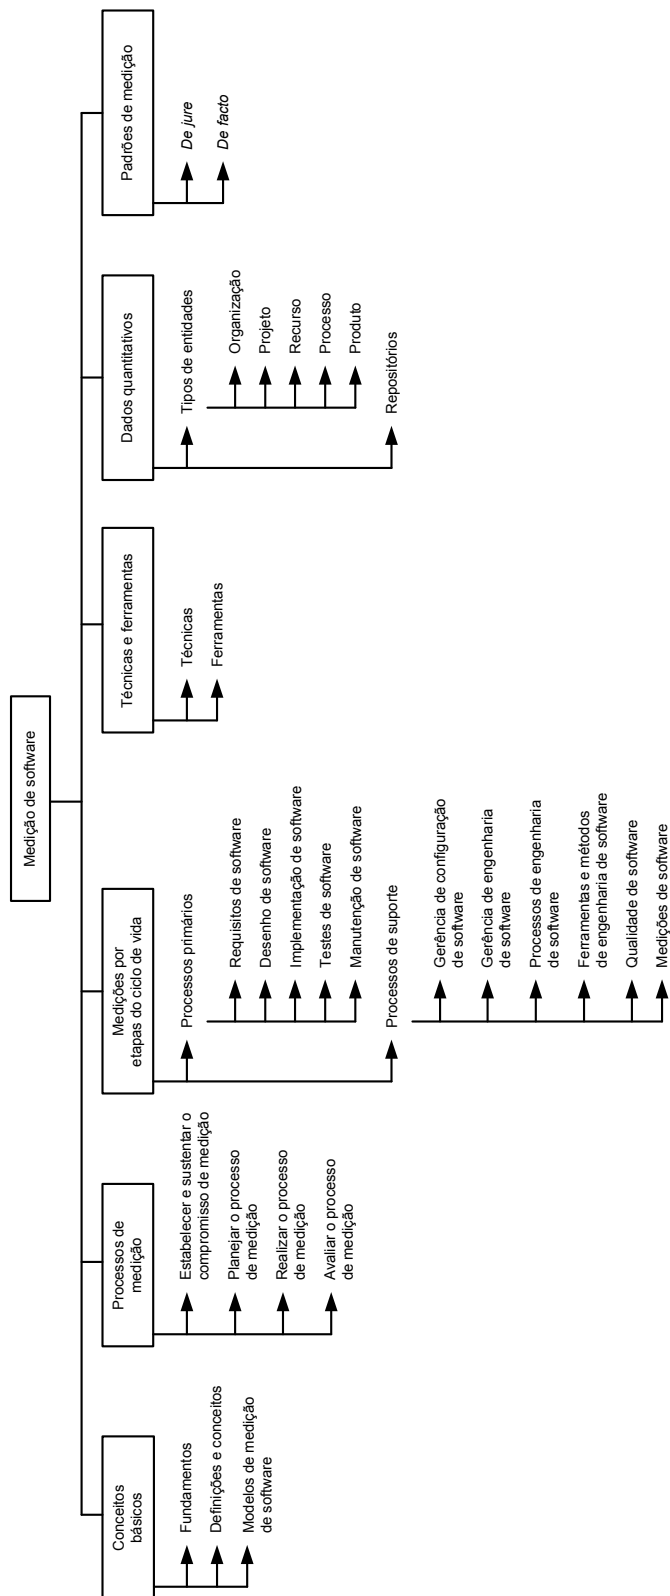 Medição de software
Conceitos
básicos
Fundamentos
Definições e conceitos
Modelos de medição
de software
Processos de
medição
Estabelecer e sustentar o
compromisso de medição
Planejar o processo
de medição
Realizar o processo
de medição
Avaliar o processo
de medição
Medições por
etapas do ciclo de vida
Processos primários
Requisitos de software
Desenho de software
Implementação de software
Testes de software
Manutenção de software
Processos de suporte
Gerência de configuração
de software
Gerência de engenharia
de software
Processos de engenharia
de software
Ferramentas e métodos
de engenharia de software
Qualidade de software
Medições de software
Técnicas e ferramentas
Técnicas
Ferramentas
Dados quantitativos
Tipos de entidades
Organização
Projeto
Recurso
Processo
Produto
Repositórios
Padrões de medição
De jure
De facto